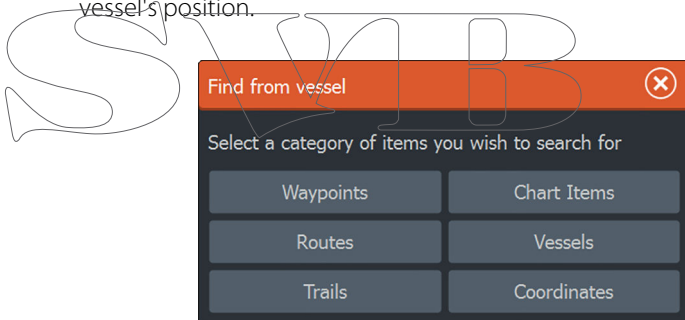 vessel's position.
SVB
Find from vessel
Select a category of items you wish to search for
Waypoints Chart Items
Routes Vessels
Trails Coordinates